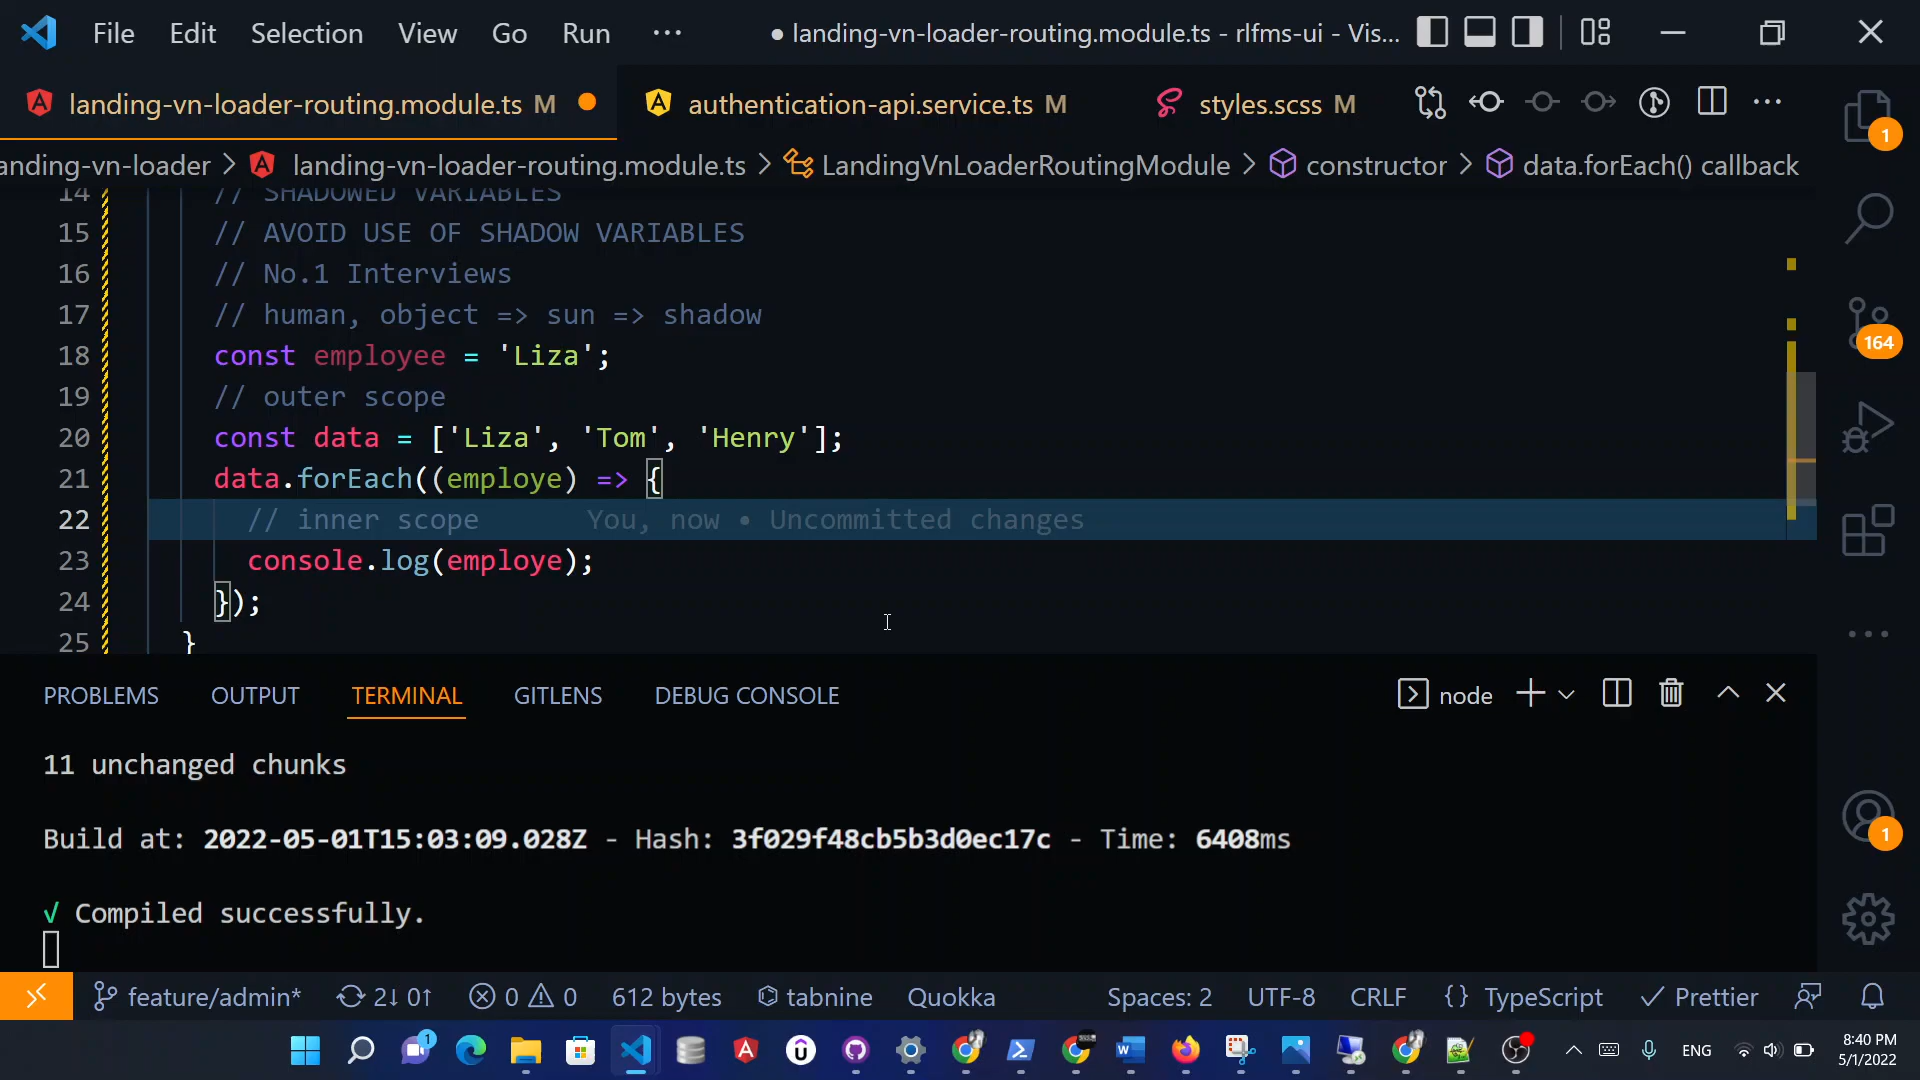 File Edit Selection View Go Run ··· ● landing-vn-loader-routing.module.ts - rlfms-ui - Vis...
landing-vn-loader-routing.module.ts M authentication-api.service.ts M styles.scss M
anding-vn-loader > landing-vn-loader-routing.module.ts > LandingVnLoaderRoutingModule > constructor > data.forEach() callback
1
14 // SHADOWED VARIABLES
15 // AVOID USE OF SHADOW VARIABLES
16 // No.1 Interviews
17 // human, object => sun => shadow
18 const employee = 'Liza';
164
19 // outer scope
20 const data = ['Liza', 'Tom', 'Henry'];
21 data.forEach((employe) => {
22 // inner scope You, now • Uncommitted changes
23 console.log(employe);
24 });
25 }
PROBLEMS OUTPUT TERMINAL GITLENS DEBUG CONSOLE node
11 unchanged chunks
Build at: 2022-05-01T15:03:09.028Z - Hash: 3f029f48cb5b3d0ec17c - Time: 6408ms
1
√ Compiled successfully.
feature/admin* 2↓ 0↑ 0 0 612 bytes tabnine Quokka Spaces: 2 UTF-8 CRLF {} TypeScript Prettier
1 ENG 8:40 PM
5/1/2022